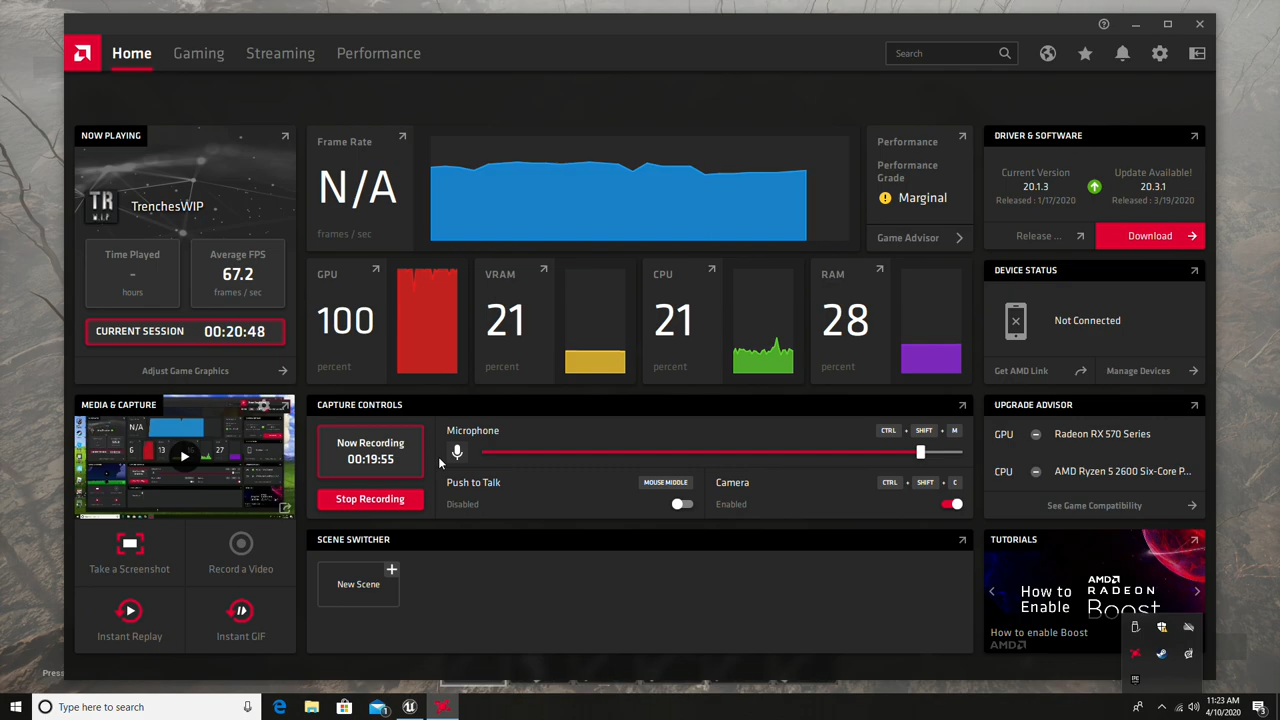 Home
Gaming
Streaming
Performance
Search
NOW PLAYING
TR
W.I.P
TrenchesWIP
Time Played
-
hours
Average FPS
67.2
frames / sec
CURRENT SESSION 00:20:48
Adjust Game Graphics
Frame Rate
N/A
frames / sec
Performance
Performance
Grade
Marginal
Game Advisor
DRIVER & SOFTWARE
Current Version
20.1.3
Released : 1/17/2020
Update Available!
20.3.1
Released : 3/19/2020
Release ...
Download
GPU
100
percent
VRAM
21
percent
CPU
21
percent
RAM
28
percent
DEVICE STATUS
Not Connected
Get AMD Link
Manage Devices
MEDIA & CAPTURE
N/A
Take a Screenshot
Record a Video
Instant Replay
Instant GIF
CAPTURE CONTROLS
Now Recording
00:19:55
Stop Recording
Microphone
CTRL + SHIFT + M
Push to Talk
MOUSE MIDDLE
Disabled
Camera
CTRL + SHIFT + C
Enabled
SCENE SWITCHER
New Scene
UPGRADE ADVISOR
GPU
Radeon RX 570 Series
CPU
AMD Ryzen 5 2600 Six-Core P...
See Game Compatibility
TUTORIALS
How to
Enable
AMD
RADEON
Boost
How to enable Boost
AMD
Press
Type here to search
11:23 AM
4/10/2020